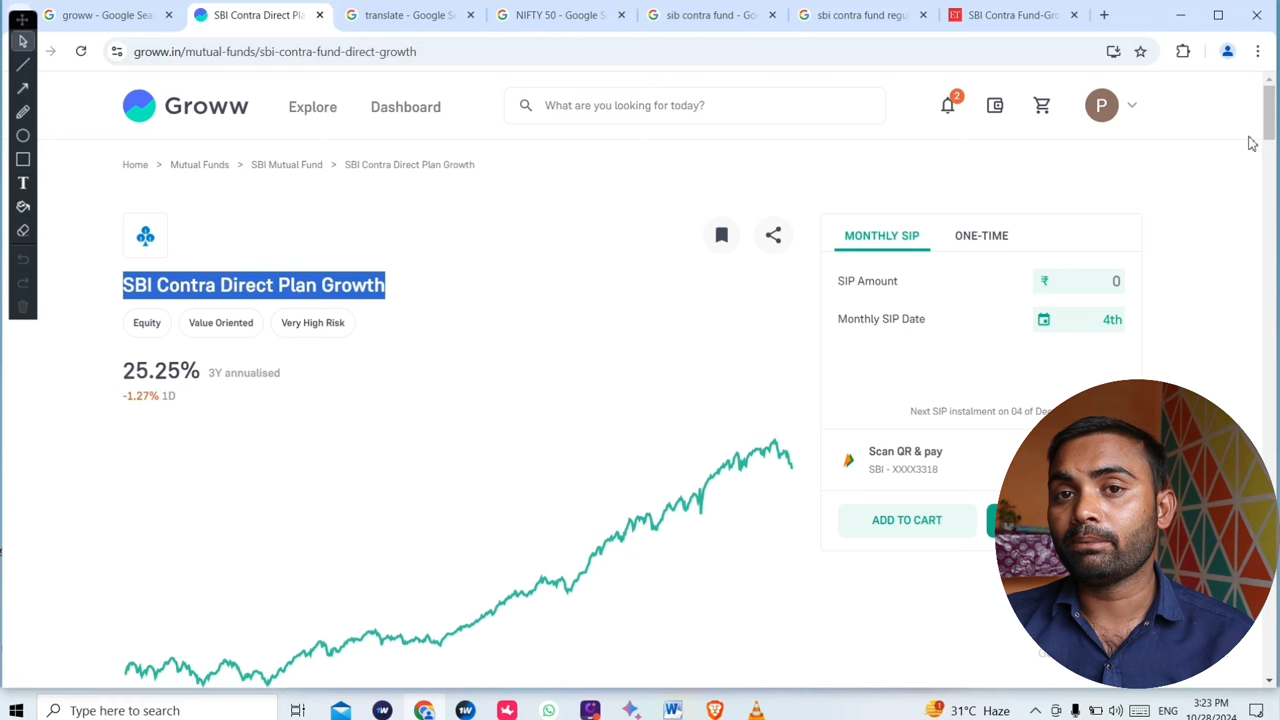 groww - Google Sea
SBI Contra Direct Pla
translate - Google S
NIFTY 50 - Google S
sib contra fund - Go
sbi contra fund regu
ET
SBI Contra Fund-Gro
groww.in/mutual-funds/sbi-contra-fund-direct-growth
Groww
Explore
Dashboard
What are you looking for today?
2
P
Home > Mutual Funds > SBI Mutual Fund > SBI Contra Direct Plan Growth
T
MONTHLY SIP
ONE-TIME
SBI Contra Direct Plan Growth
SIP Amount
₹ 0
Equity
Value Oriented
Very High Risk
Monthly SIP Date
4th
25.25% 3Y annualised
-1.27% 1D
Next SIP instalment on 04 of Dec
Scan QR & pay
SBI - XXXX3318
ADD TO CART
Type here to search
31°C Haze
ENG
3:23 PM
10/28/2024